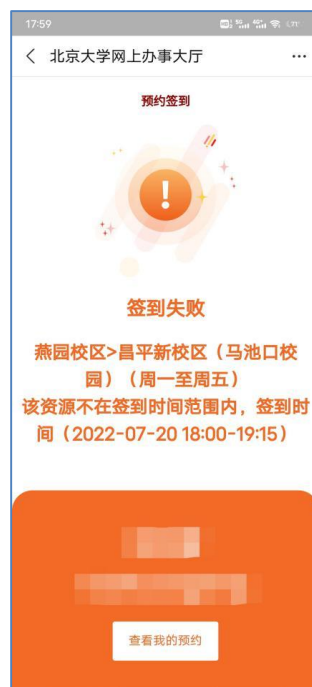 17:59
北京大学网上办事大厅
预约签到
签到失败
燕园校区>昌平新校区（马池口校
园）（周一至周五）
该资源不在签到时间范围内，签到时
间（2022-07-20 18:00-19:15）
查看我的预约